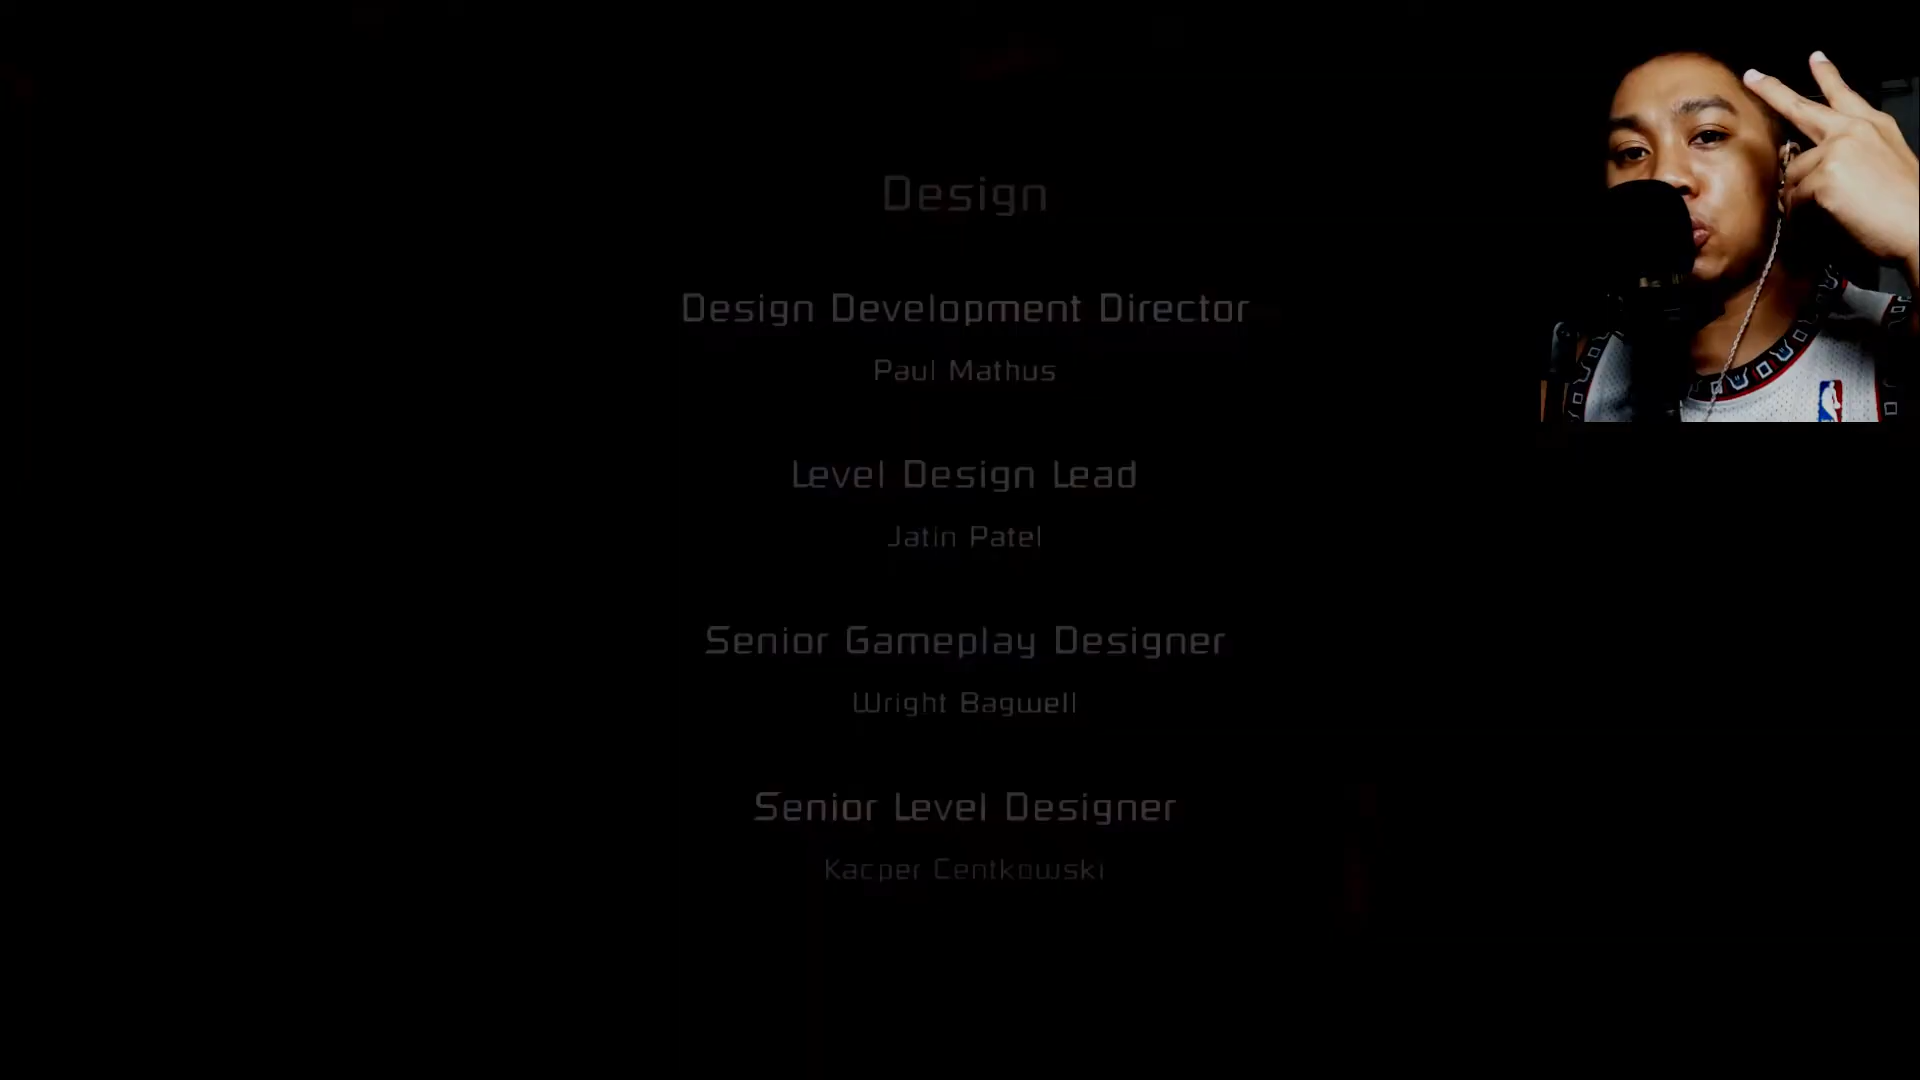 Design
Design Development Director
Paul Mathus
Level Design Lead
Jatin Patel
Senior Gameplay Designer
Wright Bagwell
Senior Level Designer
Kacper Centkowski